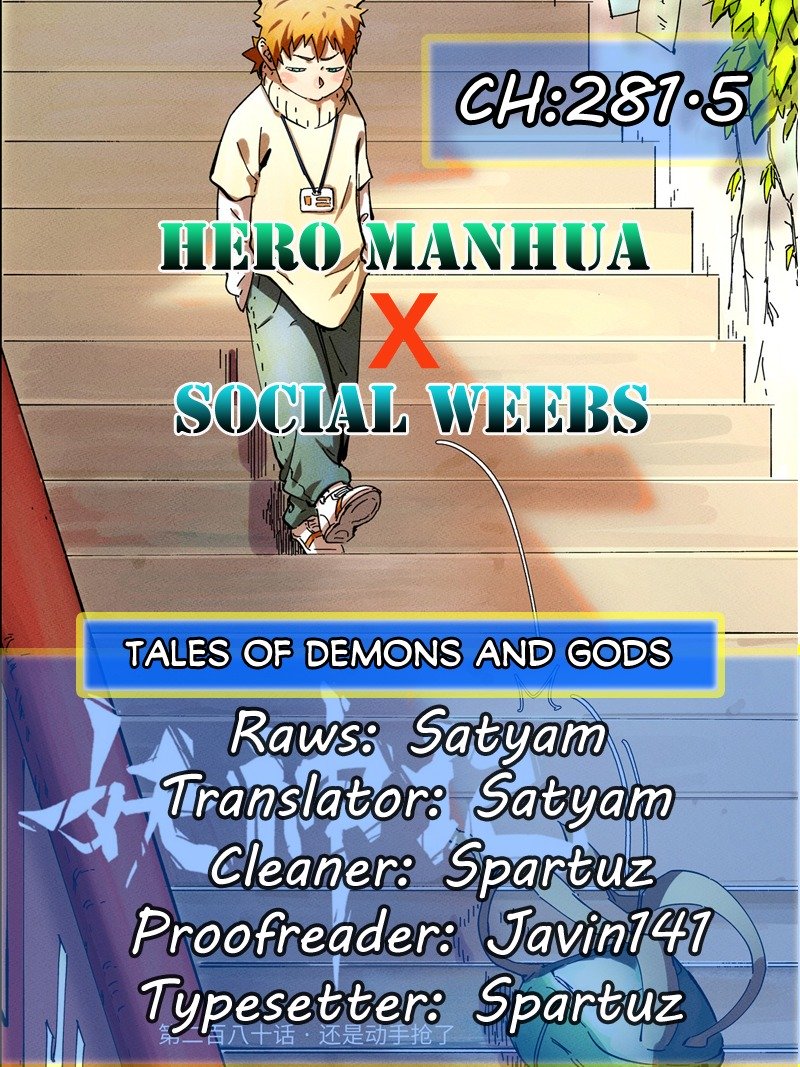 CH:281.5
HERO MANHUA
X
SOCIAL WEEBS
TALES OF DEMONS AND GODS
Raws: Satyam
Translator: Satyam
Cleaner: Spartuz
Proofreader: Javin141
Typesetter: Spartuz
第二百八十话·还是动手抢了